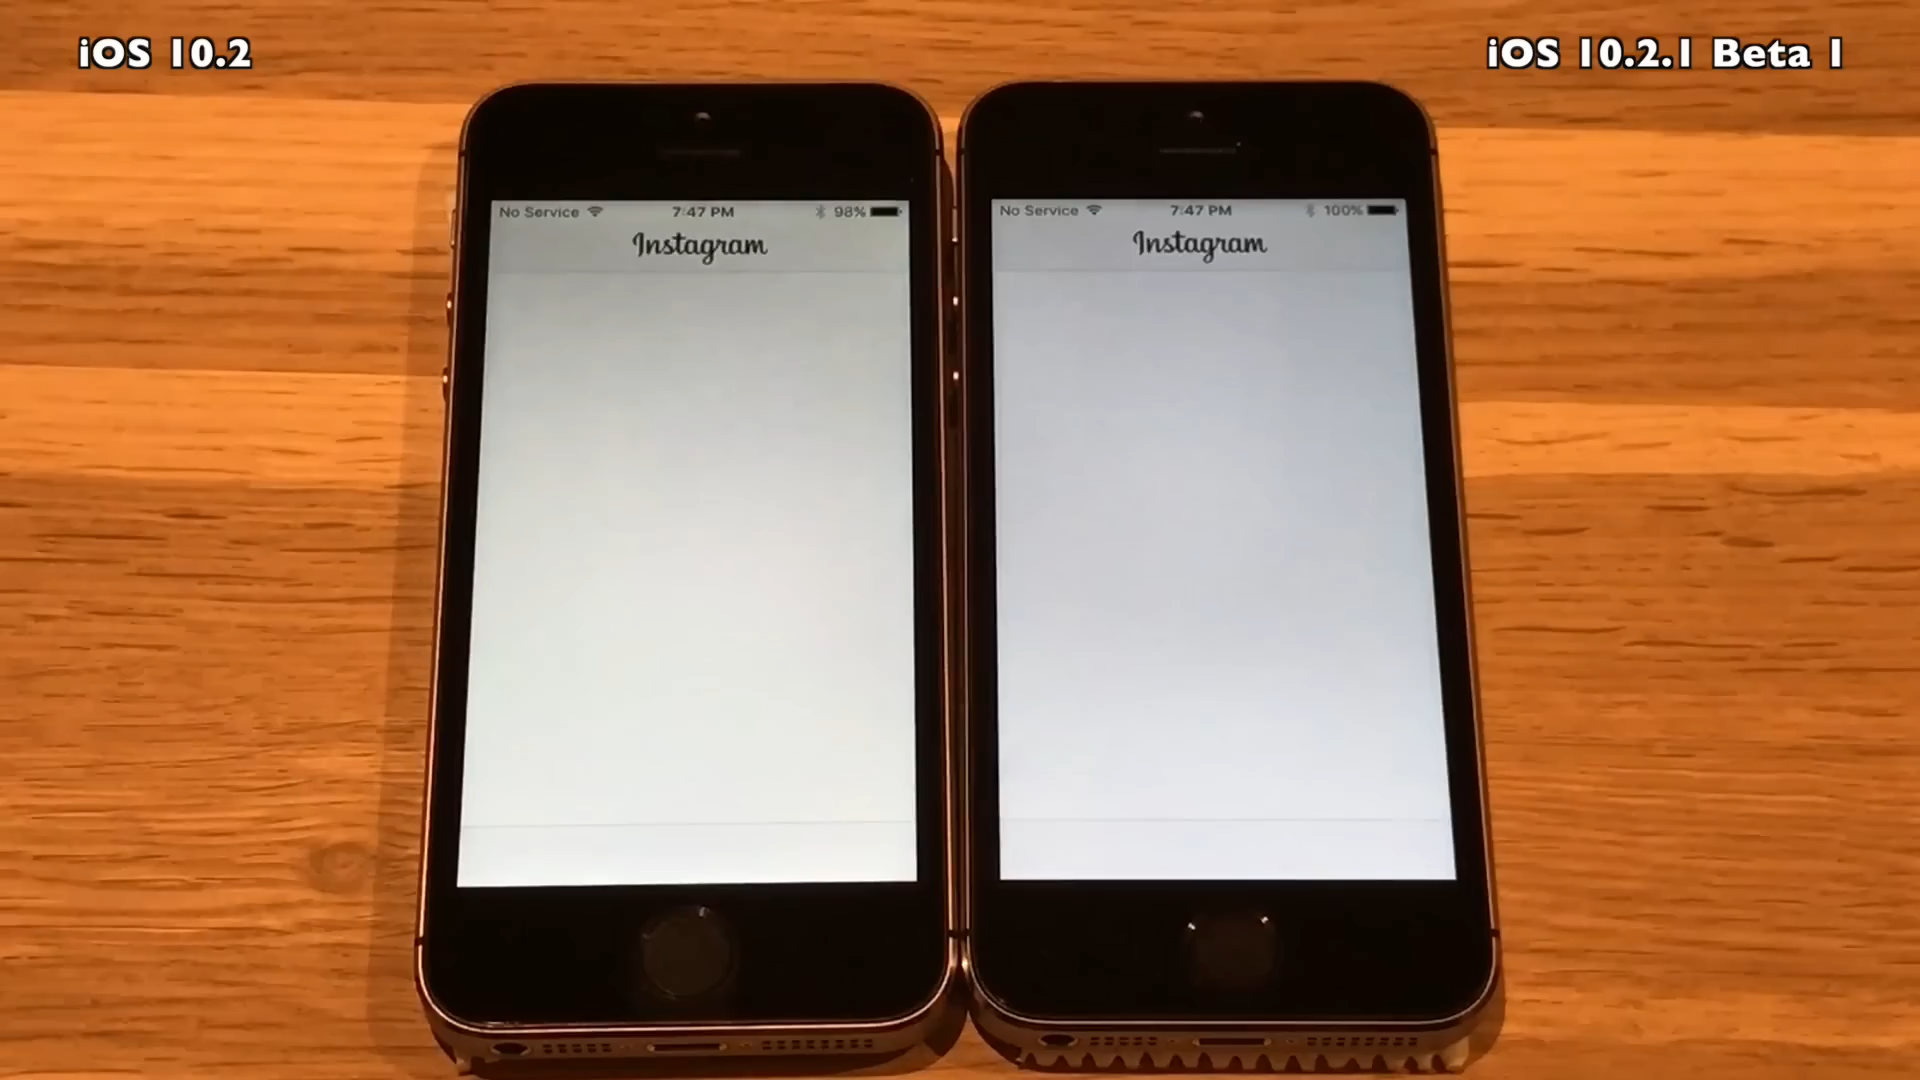 iOS 10.2
iOS 10.2.1 Beta 1
No Service 7:47 PM 98%
Instagram
No Service 7:47 PM 100%
Instagram